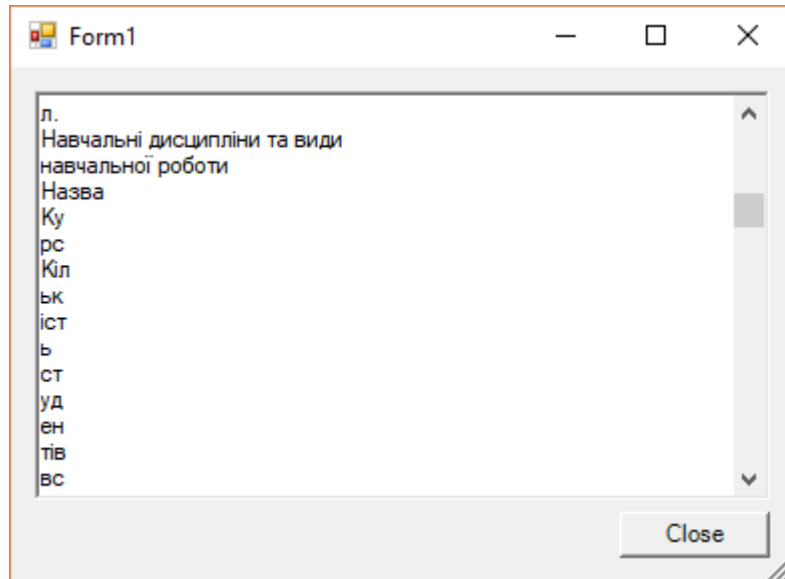 Form1
л.
Навчальні дисципліни та види
навчальної роботи
Назва
Ку
рс
Кіл
ьк
іст
ь
ст
уд
ен
тів
вс
Close